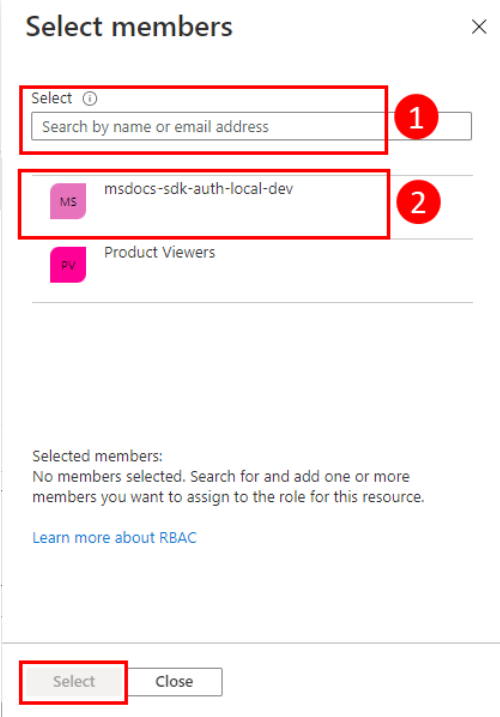 Select members
Select
1
Search by name or email address
msdocs-sdk-auth-local-dev
MS
2
Product Viewers
PV
Selected members:
No members selected. Search for and add one or more
members you want to assign to the role for this resource.
Learn more about RBAC
Select
Close